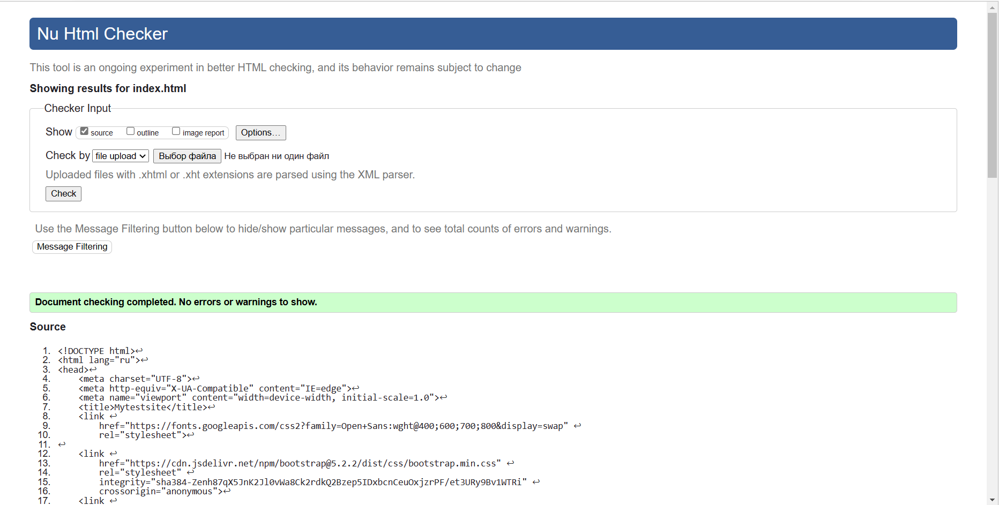 Nu Html Checker
This tool is an ongoing experiment in better HTML checking, and its behavior remains subject to change
Showing results for index.html
Checker Input
Show source outline image report Options...
Check by file upload Выбор файла Не выбран ни один файл
Uploaded files with .xhtml or .xht extensions are parsed using the XML parser.
Check
Use the Message Filtering button below to hide/show particular messages, and to see total counts of errors and warnings.
Message Filtering
Document checking completed. No errors or warnings to show.
Source
1. <!DOCTYPE html>↩
2. <html lang="ru">↩
3. <head>↩
4. <meta charset="UTF-8">↩
5. <meta http-equiv="X-UA-Compatible" content="IE=edge">↩
6. <meta name="viewport" content="width=device-width, initial-scale=1.0">↩
7. <title>Mytestsite</title>↩
8. <link ↩
9. href="https://fonts.googleapis.com/css2?family=Open+Sans:wght@400;600;700;800&display=swap" ↩
10. rel="stylesheet">↩
11. ↩
12. <link ↩
13. href="https://cdn.jsdelivr.net/npm/bootstrap@5.2.2/dist/css/bootstrap.min.css" ↩
14. rel="stylesheet" ↩
15. integrity="sha384-Zenh87qX5JnK2Jl0vWa8Ck2rdkQ2Bzep5IDxbcnCeuOxjzrPF/et3URy9Bv1WTRi" ↩
16. crossorigin="anonymous">↩
17. <link ↩